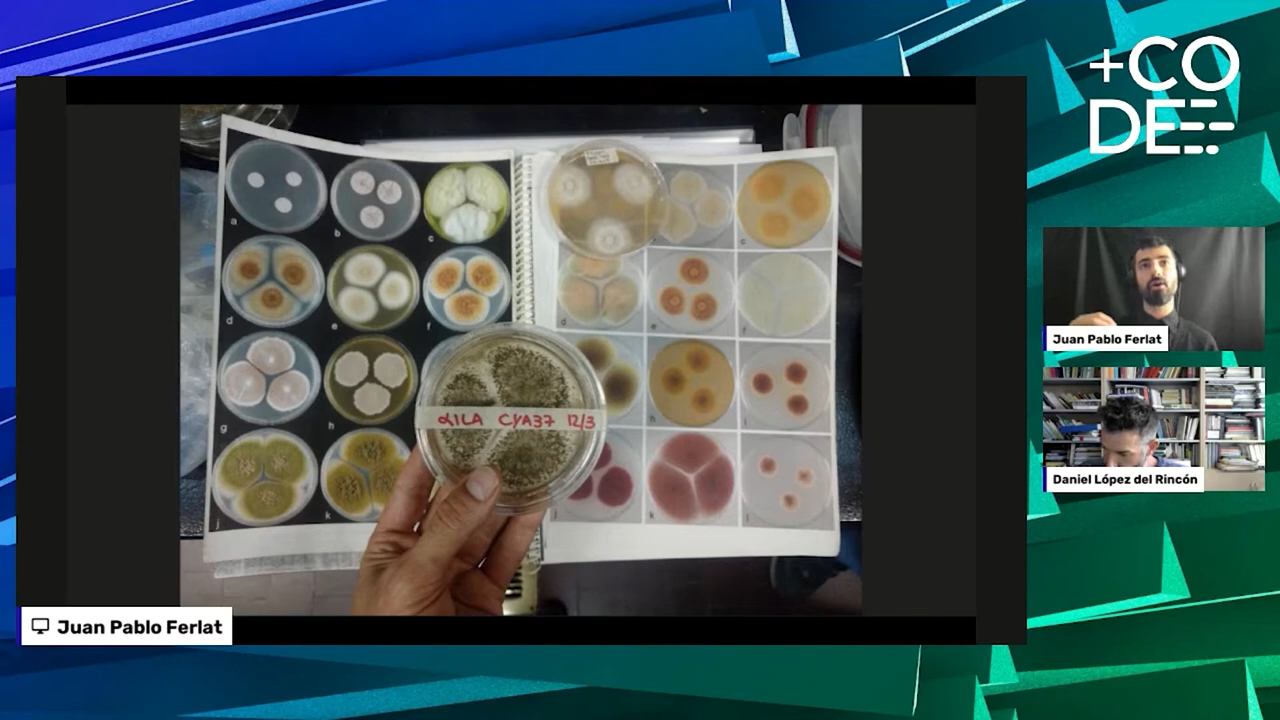 +CO
DE
a
b
c
d
e
f
g
h
j
k
LILA CYA37 12/3
Juan Pablo Ferlat
Daniel López del Rincón
Juan Pablo Ferlat